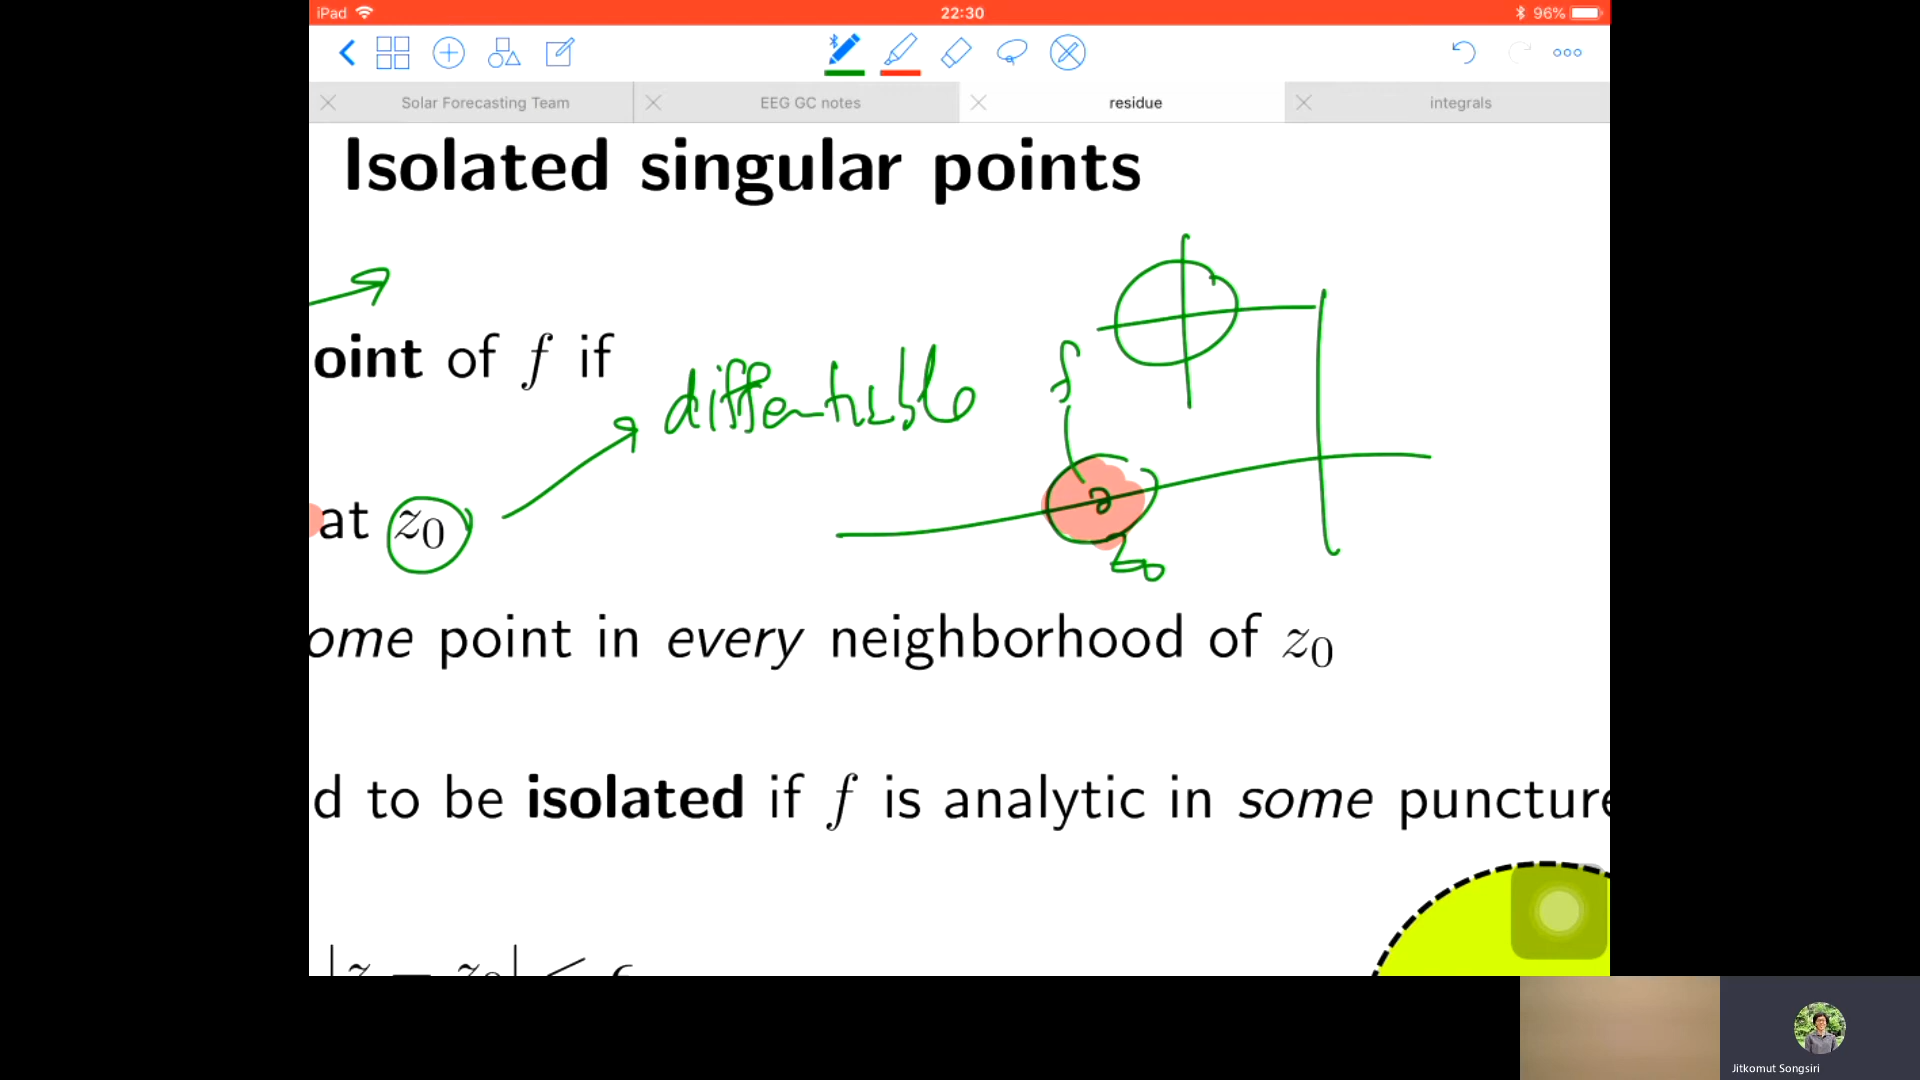 iPad 22:30 96%
Solar Forecasting Team EEG GC notes residue integrals
Isolated singular points
oint of f if
differentiable
f
at z0
z0
ome point in every neighborhood of z0
d to be isolated if f is analytic in some puncture
|z − z0| < ϵ
Jitkomut Songsiri